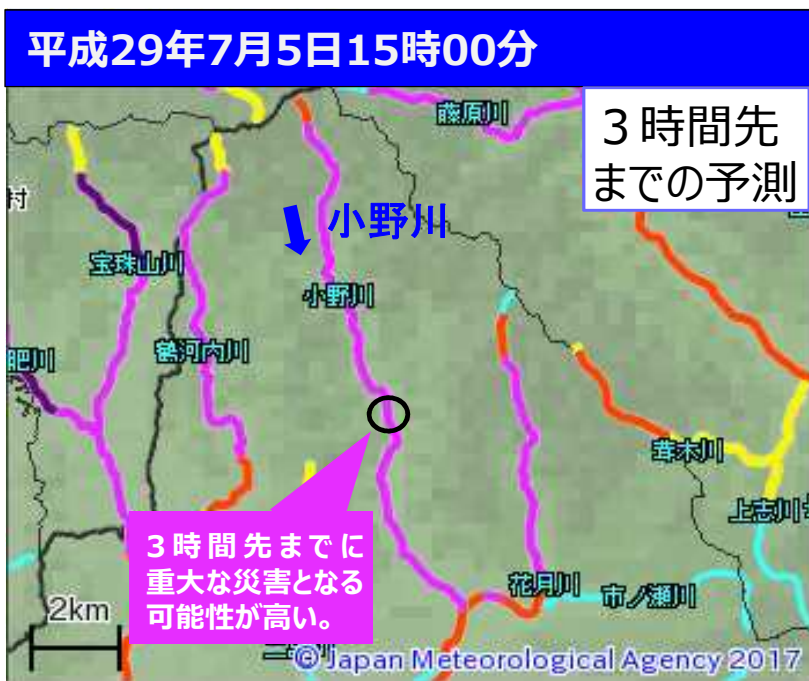 平成29年7月5日15時00分
3時間先
までの予測
藤原川
村
小野川
宝珠山川
小野川
鶴河内川
肥川
茸木川
上志川
3時間先までに
重大な災害となる
可能性が高い。
花月川
市ノ瀬川
2km
© Japan Meteorological Agency 2017